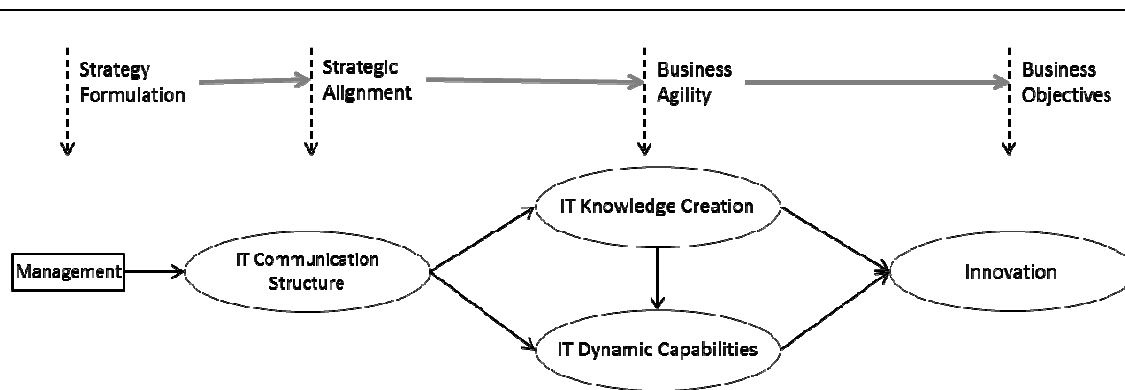 Strategy
Formulation
Strategic
Alignment
Business
Agility
Business
Objectives
IT Knowledge Creation
Management
IT Communication
Structure
Innovation
IT Dynamic Capabilities